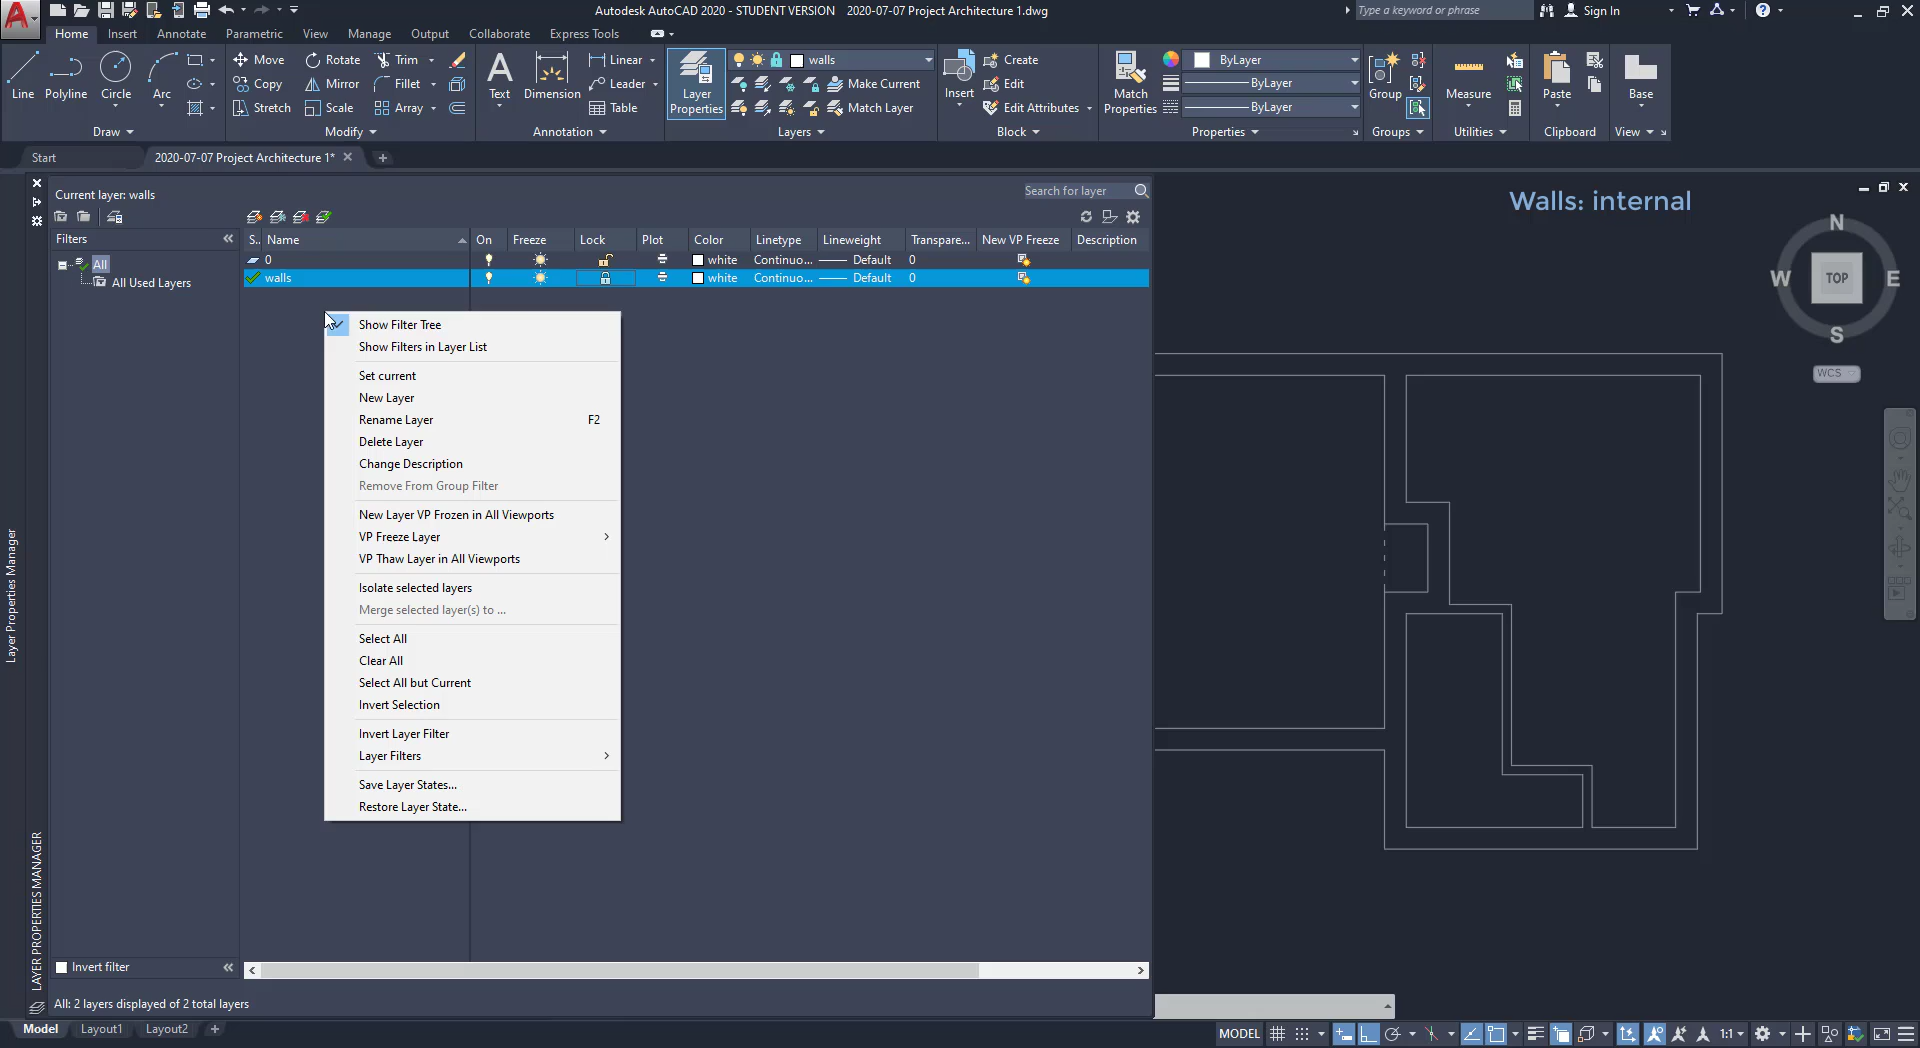 Autodesk AutoCAD 2020 - STUDENT VERSION 2020-07-07 Project Architecture 1.dwg
Type a keyword or phrase
Sign In
Home Insert Annotate Parametric View Manage Output Collaborate Express Tools
Line Polyline Circle Arc
Draw
Move Rotate Trim
Copy Mirror Fillet
Stretch Scale Array
Modify
Text Dimension
Linear
Leader
Table
Annotation
Layer Properties
walls
Make Current
Match Layer
Layers
Insert
Create
Edit
Edit Attributes
Block
Match Properties
ByLayer
ByLayer
ByLayer
Properties
Group
Groups
Measure
Utilities
Paste
Clipboard
Base
View
Start 2020-07-07 Project Architecture 1*
Current layer: walls
Search for layer
Filters
S.. Name On Freeze Lock Plot Color Linetype Lineweight Transpare... New VP Freeze Description
All
All Used Layers
0 white Continuo... Default 0
walls white Continuo... Default 0
Show Filter Tree
Show Filters in Layer List
Set current
New Layer
Rename Layer F2
Delete Layer
Change Description
Remove From Group Filter
New Layer VP Frozen in All Viewports
VP Freeze Layer
VP Thaw Layer in All Viewports
Isolate selected layers
Merge selected layer(s) to ...
Select All
Clear All
Select All but Current
Invert Selection
Invert Layer Filter
Layer Filters
Save Layer States...
Restore Layer State...
Layer Properties Manager
LAYER PROPERTIES MANAGER
Invert filter
All: 2 layers displayed of 2 total layers
Walls: internal
N
W TOP E
S
WCS
Model Layout1 Layout2
MODEL
1:1